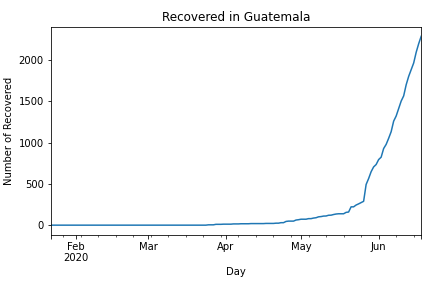 Recovered in Guatemala
Number of Recovered
2000
1500
1000
500
0
Feb
2020
Mar
Apr
May
Jun
Day